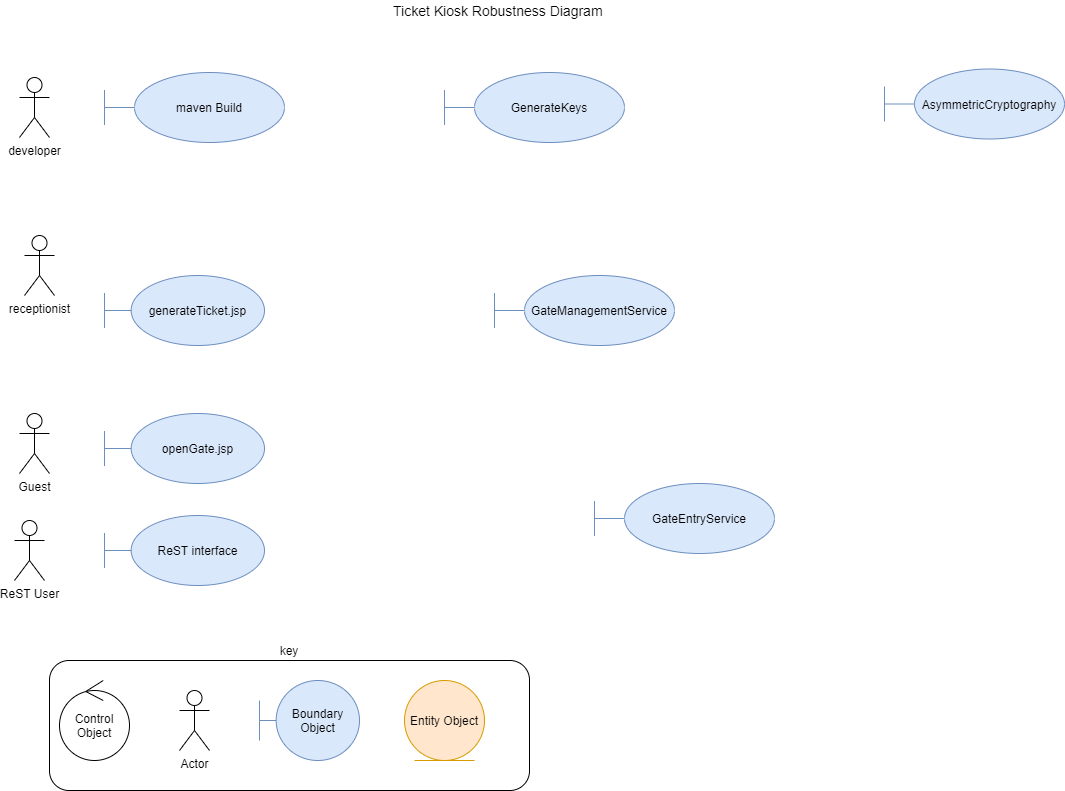 Ticket Kiosk Robustness Diagram
developer
maven Build
GenerateKeys
AsymmetricCryptography
receptionist
generateTicket.jsp
GateManagementService
Guest
openGate.jsp
GateEntryService
ReST User
ReST interface
key
Control
Object
Actor
Boundary
Object
Entity Object